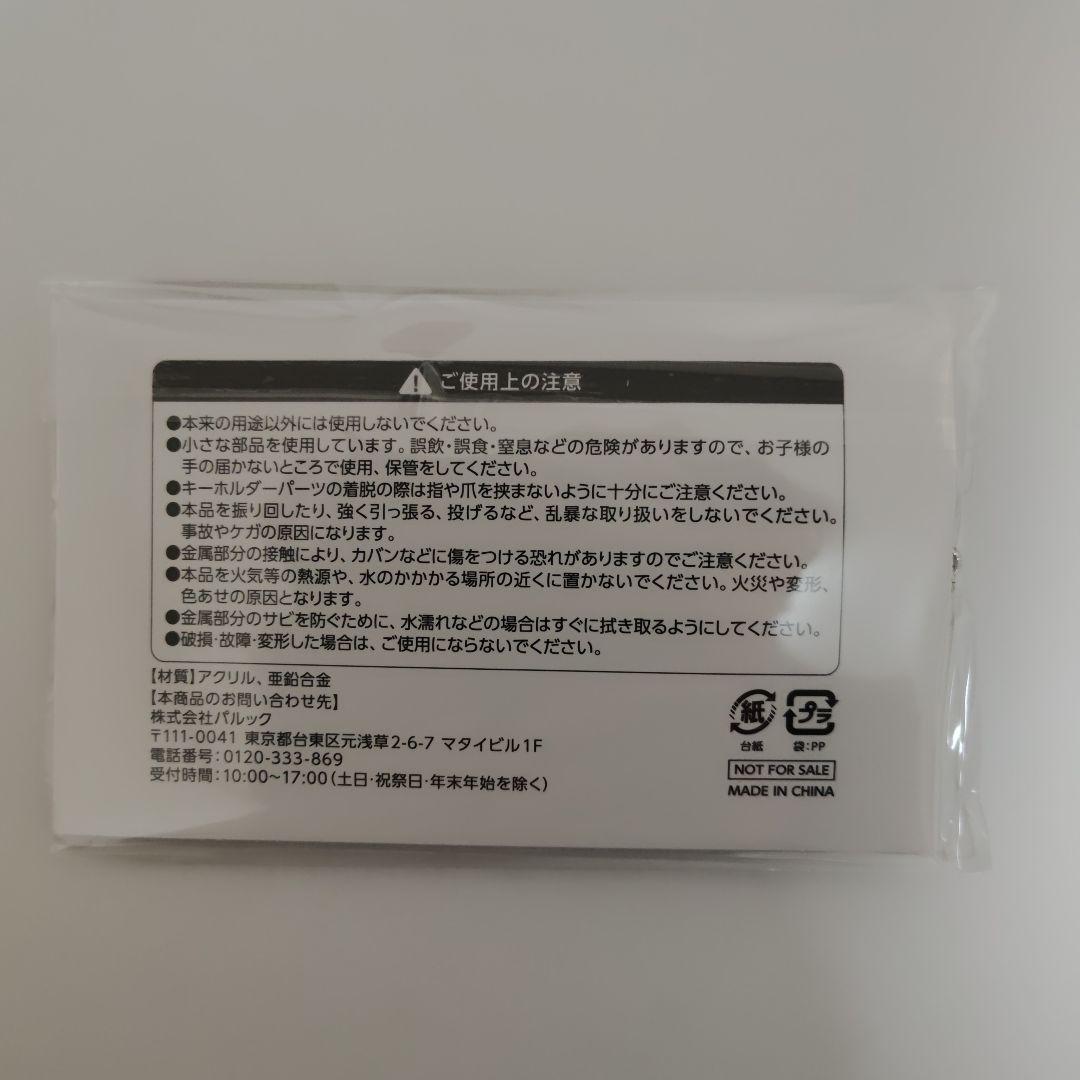 ご使用上の注意
●本来の用途以外には使用しないでください。
●小さな部品を使用しています。誤飲・誤食・窒息などの危険がありますので、お子様の
手の届かないところで使用、保管をしてください。
●キーホルダーパーツの着脱の際は指や爪を挟まないように十分にご注意ください。
●本品を振り回したり、強く引っ張る、投げるなど、乱暴な取り扱いをしないでください。
事故やケガの原因になります。
●金属部分の接触により、カバンなどに傷をつける恐れがありますのでご注意ください。
●本品を火気等の熱源や、水のかかかる場所の近くに置かないでください。火災や変形、
色あせの原因となります。
●金属部分のサビを防ぐために、水濡れなどの場合はすぐに拭き取るようにしてください。
●破損・故障・変形した場合は、ご使用にならないでください。
【材質】アクリル、亜鉛合金
【本商品のお問い合わせ先】
株式会社パルック
〒111-0041 東京都台東区元浅草2-6-7 マタイビル1F
電話番号：0120-333-869
受付時間：10:00〜17:00（土日・祝祭日・年末年始を除く）
紙 プラ
台紙 袋：PP
NOT FOR SALE
MADE IN CHINA